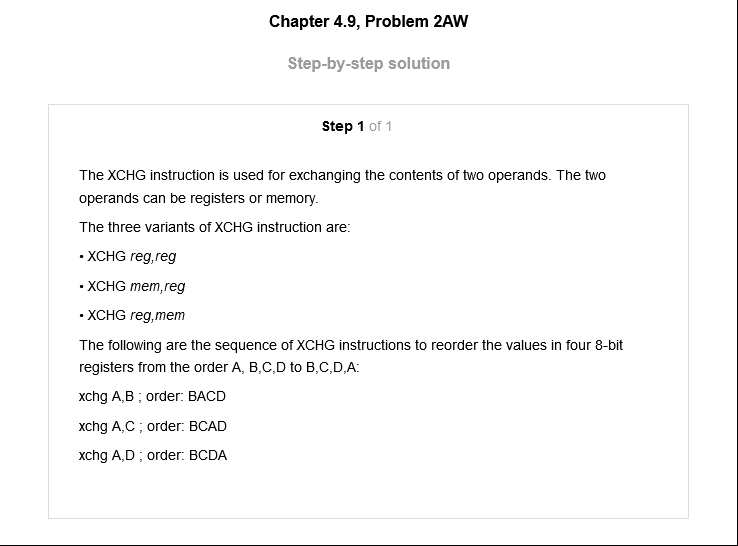 Chapter 4.9, Problem 2AW
Step-by-step solution
Step 1 of 1
The XCHG instruction is used for exchanging the contents of two operands. The two
operands can be registers or memory.
The three variants of XCHG instruction are:
• XCHG reg,reg
• XCHG mem,reg
• XCHG reg,mem
The following are the sequence of XCHG instructions to reorder the values in four 8-bit
registers from the order A, B,C,D to B,C,D,A:
xchg A,B ; order: BACD
xchg A,C ; order: BCAD
xchg A,D ; order: BCDA